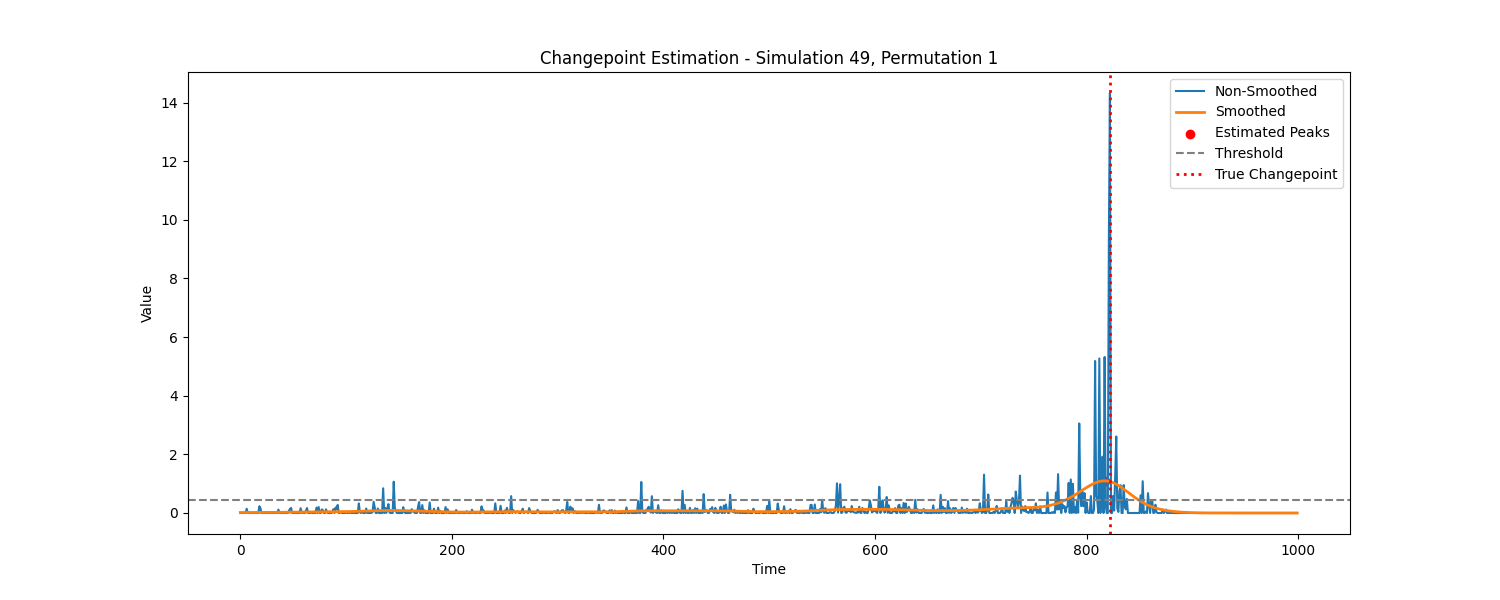 Changepoint Estimation - Simulation 49, Permutation 1
Non-Smoothed
Smoothed
Estimated Peaks
Threshold
True Changepoint
Value
14
12
10
8
6
4
2
0
0
200
400
600
800
1000
Time